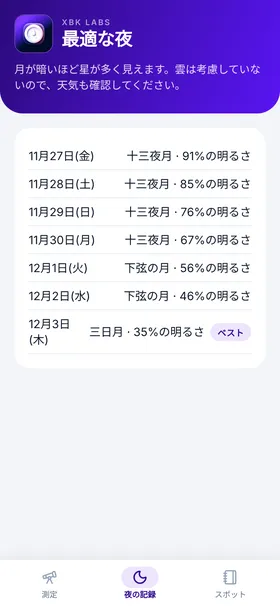 XBK LABS
最適な夜
月が暗いほど星が多く見えます。雲は考慮していな
いので、天気も確認してください。
11月27日(金) 十三夜月 · 91%の明るさ
11月28日(土) 十三夜月 · 85%の明るさ
11月29日(日) 十三夜月 · 76%の明るさ
11月30日(月) 十三夜月 · 67%の明るさ
12月1日(火) 下弦の月 · 56%の明るさ
12月2日(水) 下弦の月 · 46%の明るさ
12月3日
(木) 三日月 · 35%の明るさ ベスト
測定 夜の記録 スポット